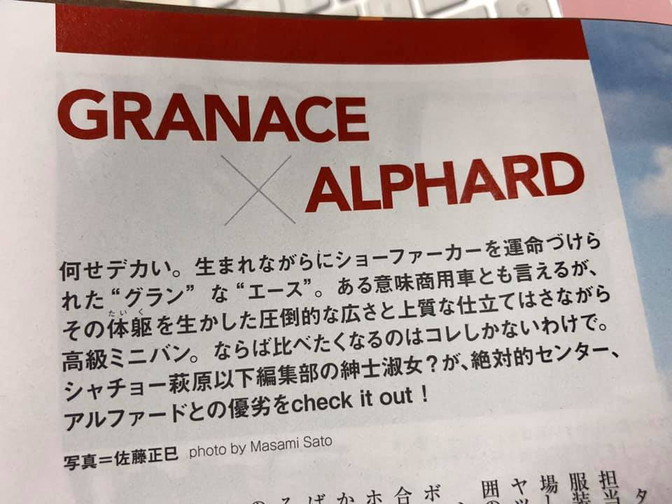 GRANACE
×
ALPHARD
何せデカい。生まれながらにショーファーカーを運命づけら
れた“グラン”な“エース”。ある意味商用車とも言えるが、
その体躯を生かした圧倒的な広さと上質な仕立てはさながら
たいく
高級ミニバン。ならば比べたくなるのはコレしかないわけで。
シャチョー萩原以下編集部の紳士淑女?が、絶対的センター、
アルファードとの優劣をcheck it out!
写真=佐藤正巳 photo by Masami Sato